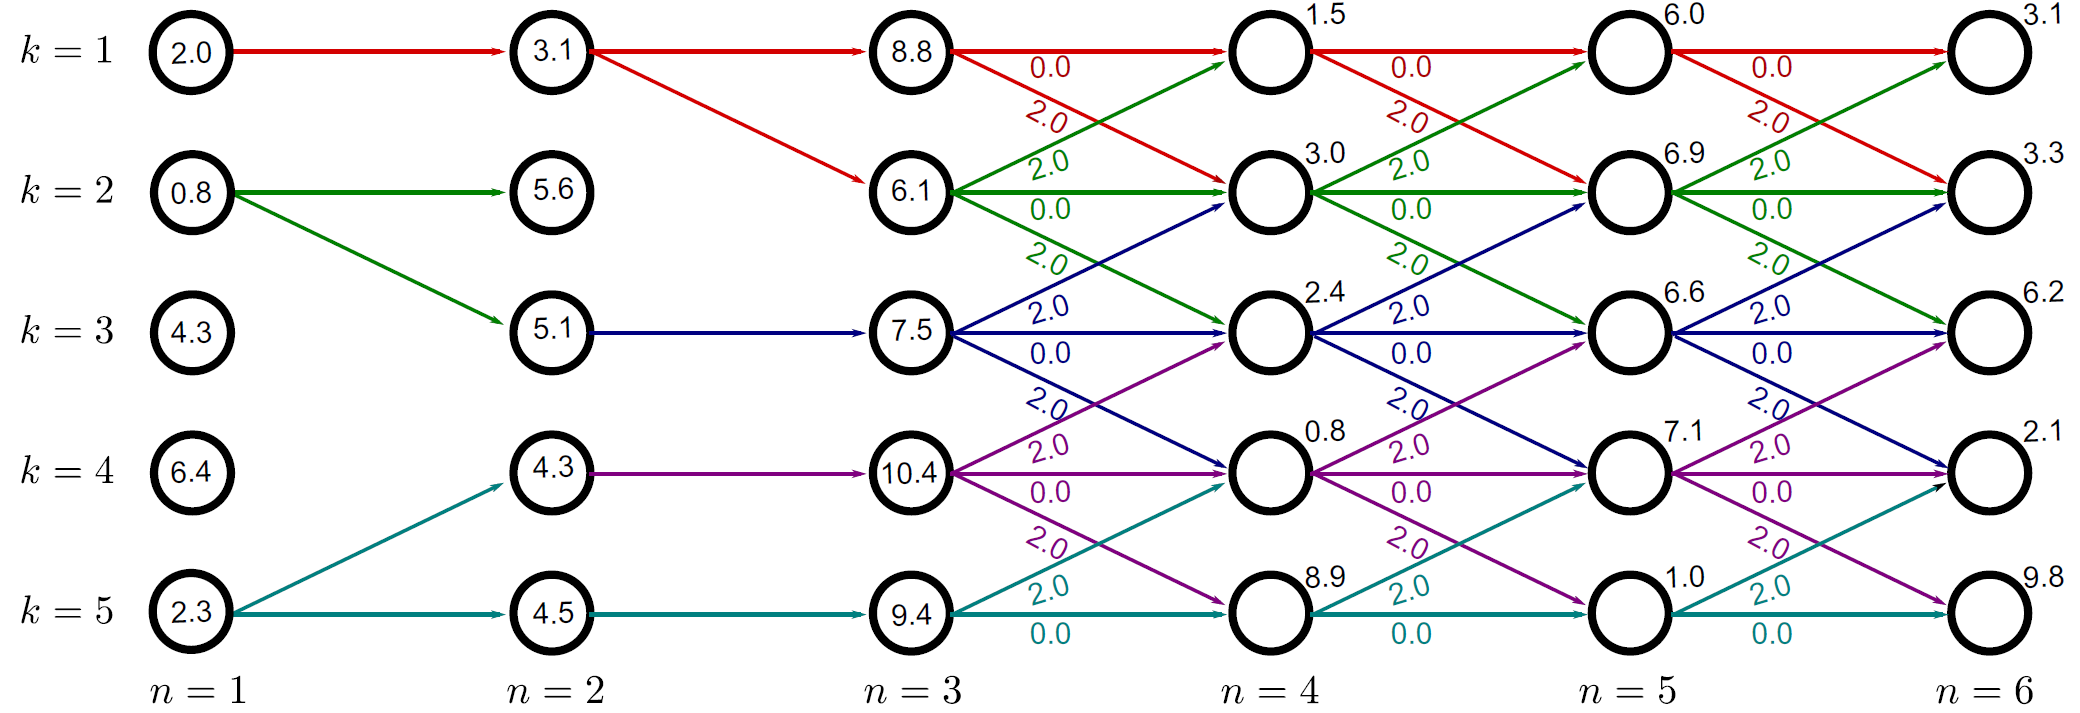 1.5 6.0 3.1
k = 1 2.0 3.1 8.8
0.0 0.0 0.0
2.0 2.0 2.0
3.0 6.9 3.3
2.0 2.0 2.0
k = 2 0.8 5.6 6.1
0.0 0.0 0.0
2.0 2.0 2.0
2.4 6.6 6.2
2.0 2.0 2.0
k = 3 4.3 5.1 7.5
0.0 0.0 0.0
2.0 2.0 2.0
0.8 7.1 2.1
2.0 2.0 2.0
k = 4 6.4 4.3 10.4
0.0 0.0 0.0
2.0 2.0 2.0
8.9 1.0 9.8
2.0 2.0 2.0
k = 5 2.3 4.5 9.4
0.0 0.0 0.0
n = 1 n = 2 n = 3 n = 4 n = 5 n = 6